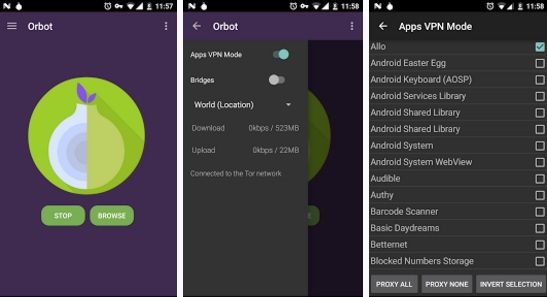 11:57
Orbot
STOP
BROWSE
11:58
Orbot
Apps VPN Mode
Bridges
World (Location)
Download 0kbps / 523MB
Upload 0kbps / 22MB
Connected to the Tor network
11:58
Apps VPN Mode
Allo
Android Easter Egg
Android Keyboard (AOSP)
Android Services Library
Android Shared Library
Android Shared Library
Android System
Android System WebView
Audible
Authy
Barcode Scanner
Basic Daydreams
Betternet
Blocked Numbers Storage
PROXY ALL PROXY NONE INVERT SELECTION